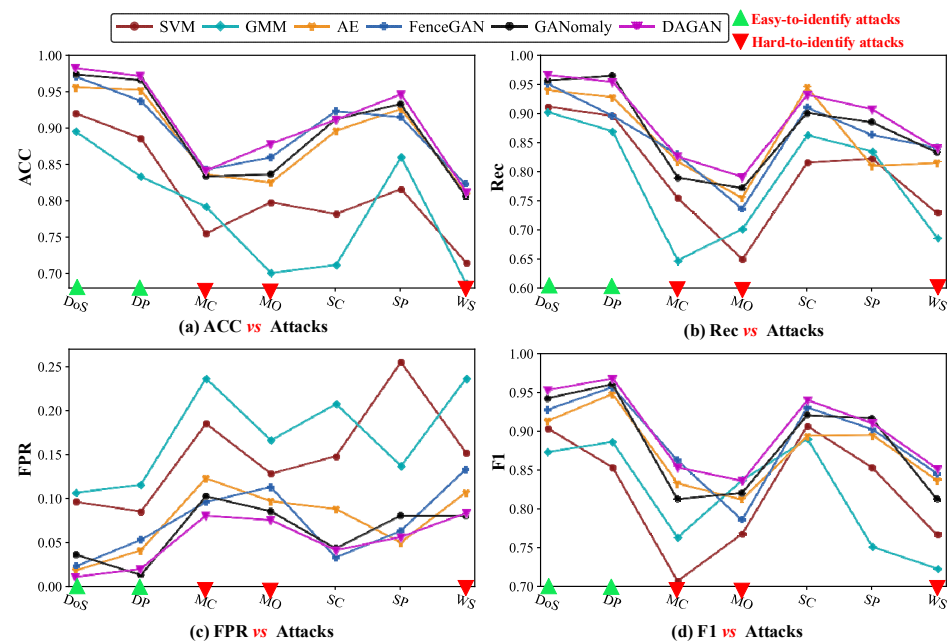 SVM GMM AE FenceGAN GANomaly DAGAN
Easy-to-identify attacks
Hard-to-identify attacks
1.00
0.95
0.90
0.85
0.80
0.75
0.70
ACC
DoS DP MC MO SC SP WS
(a) ACC vs Attacks
1.00
0.95
0.90
0.85
0.80
0.75
0.70
0.65
0.60
Rec
DoS DP MC MO SC SP WS
(b) Rec vs Attacks
0.25
0.20
0.15
0.10
0.05
0.00
FPR
DoS DP MC MO SC SP WS
(c) FPR vs Attacks
1.00
0.95
0.90
0.85
0.80
0.75
0.70
F1
DoS DP MC MO SC SP WS
(d) F1 vs Attacks